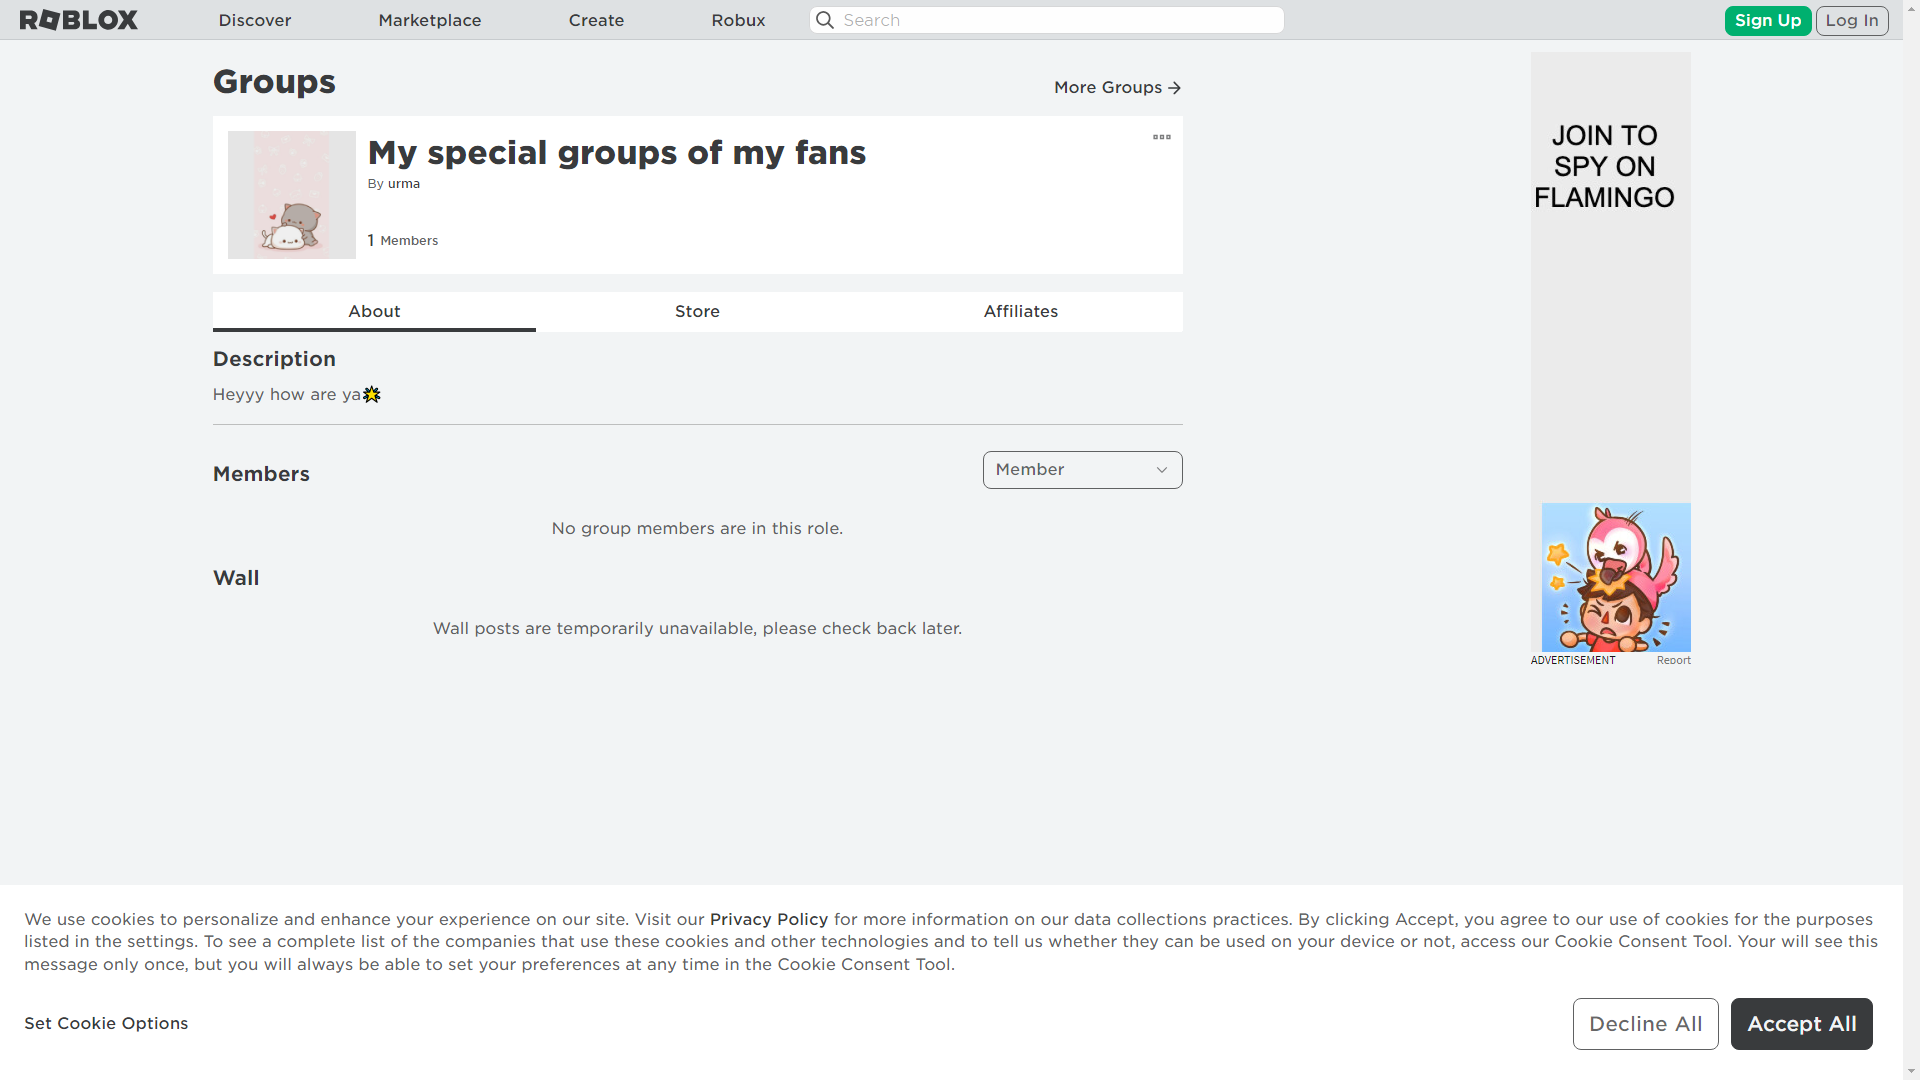 ROBLOX
Discover
Marketplace
Create
Robux
Search
Sign Up
Log In
Groups
More Groups
My special groups of my fans
By urma
1 Members
About
Store
Affiliates
Description
Heyyy how are ya🌟
Members
Member
No group members are in this role.
Wall
Wall posts are temporarily unavailable, please check back later.
JOIN TO
SPY ON
FLAMINGO
ADVERTISEMENT
Report
We use cookies to personalize and enhance your experience on our site. Visit our Privacy Policy for more information on our data collections practices. By clicking Accept, you agree to our use of cookies for the purposes
listed in the settings. To see a complete list of the companies that use these cookies and other technologies and to tell us whether they can be used on your device or not, access our Cookie Consent Tool. Your will see this
message only once, but you will always be able to set your preferences at any time in the Cookie Consent Tool.
Set Cookie Options
Decline All
Accept All